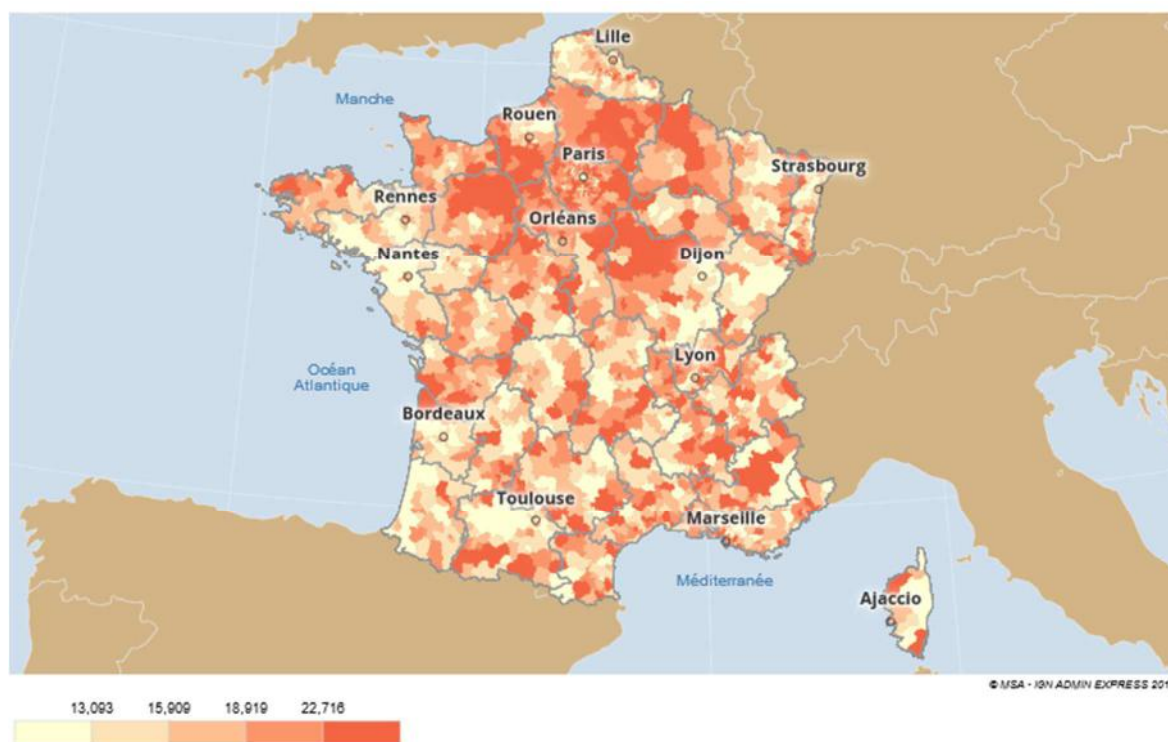 Lille
Manche
Rouen
Paris
Strasbourg
Rennes
Orléans
Nantes
Dijon
Océan
Atlantique
Lyon
Bordeaux
Toulouse
Marseille
Méditerranée
Ajaccio
© MSA - IGN ADMIN EXPRESS 201
13,093 15,909 18,919 22,716